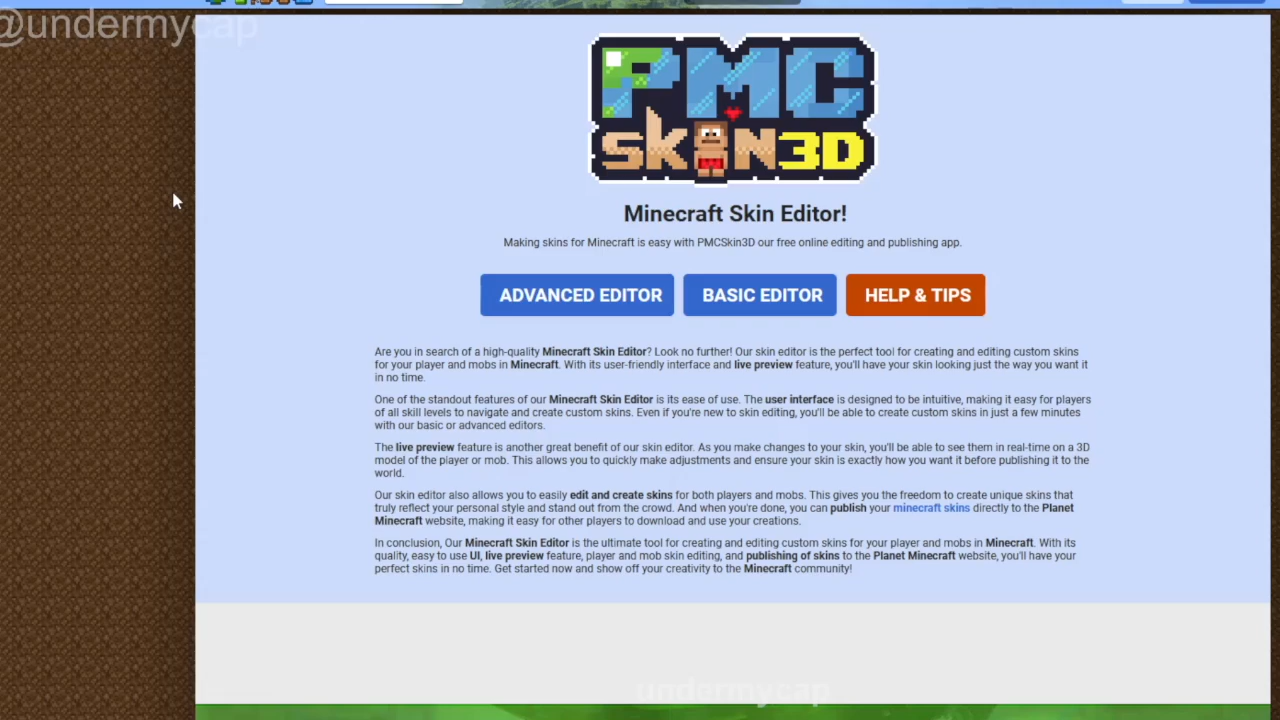 @undermycap
PMC
SKIN3D
Minecraft Skin Editor!
Making skins for Minecraft is easy with PMCSkin3D our free online editing and publishing app.
ADVANCED EDITOR
BASIC EDITOR
HELP & TIPS
Are you in search of a high-quality Minecraft Skin Editor? Look no further! Our skin editor is the perfect tool for creating and editing custom skins
for your player and mobs in Minecraft. With its user-friendly interface and live preview feature, you'll have your skin looking just the way you want it
in no time.
One of the standout features of our Minecraft Skin Editor is its ease of use. The user interface is designed to be intuitive, making it easy for players
of all skill levels to navigate and create custom skins. Even if you're new to skin editing, you'll be able to create custom skins in just a few minutes
with our basic or advanced editors.
The live preview feature is another great benefit of our skin editor. As you make changes to your skin, you'll be able to see them in real-time on a 3D
model of the player or mob. This allows you to quickly make adjustments and ensure your skin is exactly how you want it before publishing it to the
world.
Our skin editor also allows you to easily edit and create skins for both players and mobs. This gives you the freedom to create unique skins that
truly reflect your personal style and stand out from the crowd. And when you're done, you can publish your minecraft skins directly to the Planet
Minecraft website, making it easy for other players to download and use your creations.
In conclusion, Our Minecraft Skin Editor is the ultimate tool for creating and editing custom skins for your player and mobs in Minecraft. With its
quality, easy to use UI, live preview feature, player and mob skin editing, and publishing of skins to the Planet Minecraft website, you'll have your
perfect skins in no time. Get started now and show off your creativity to the Minecraft community!
undermycap